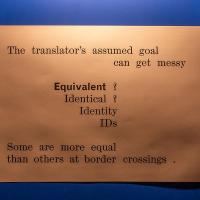 The translator's assumed goal
can get messy
Equivalent ?
Identical ?
Identity
IDs
Some are more equal
than others at border crossings .